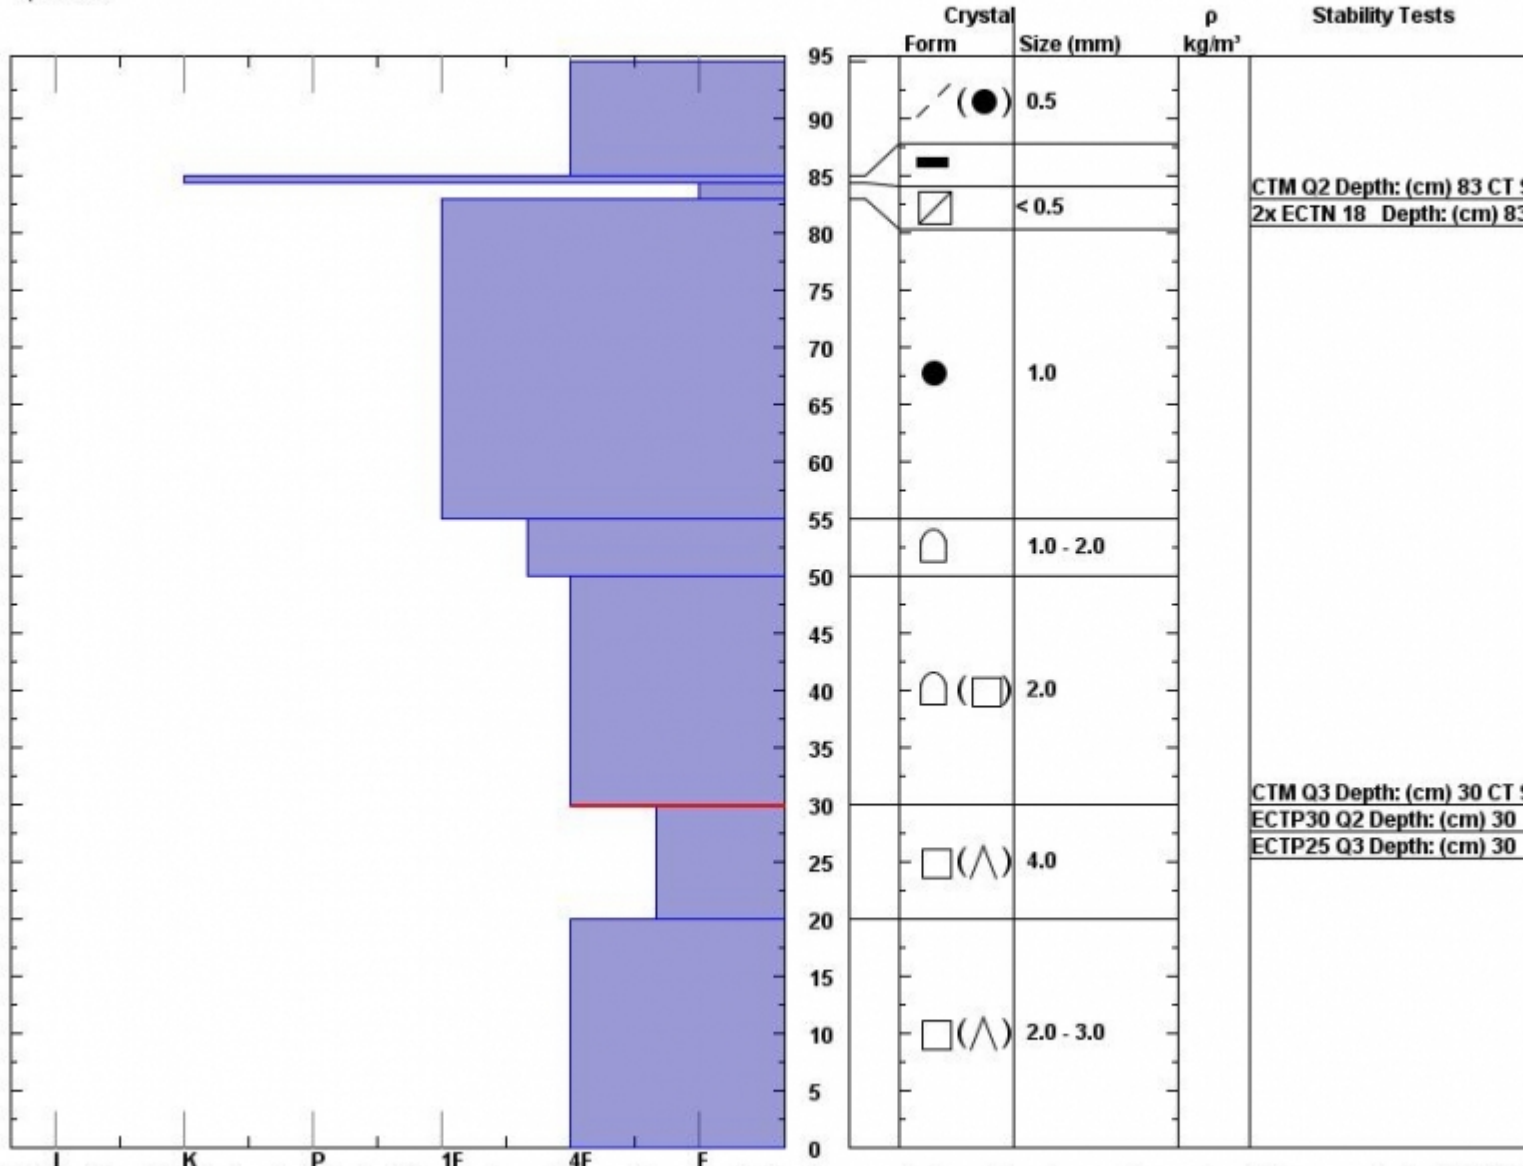 Crystal ρ Stability Tests
Form Size (mm) kg/m³
95
0.5
90
85
CTM Q2 Depth: (cm) 83 CT
< 0.5
2x ECTN 18 Depth: (cm) 83
80
75
70
1.0
65
60
55
1.0 - 2.0
50
45
40
2.0
35
30
CTM Q3 Depth: (cm) 30 CT
ECTP30 Q2 Depth: (cm) 30
ECTP25 Q3 Depth: (cm) 30
25
4.0
20
15
10
2.0 - 3.0
5
0
I K P 1F 4F F